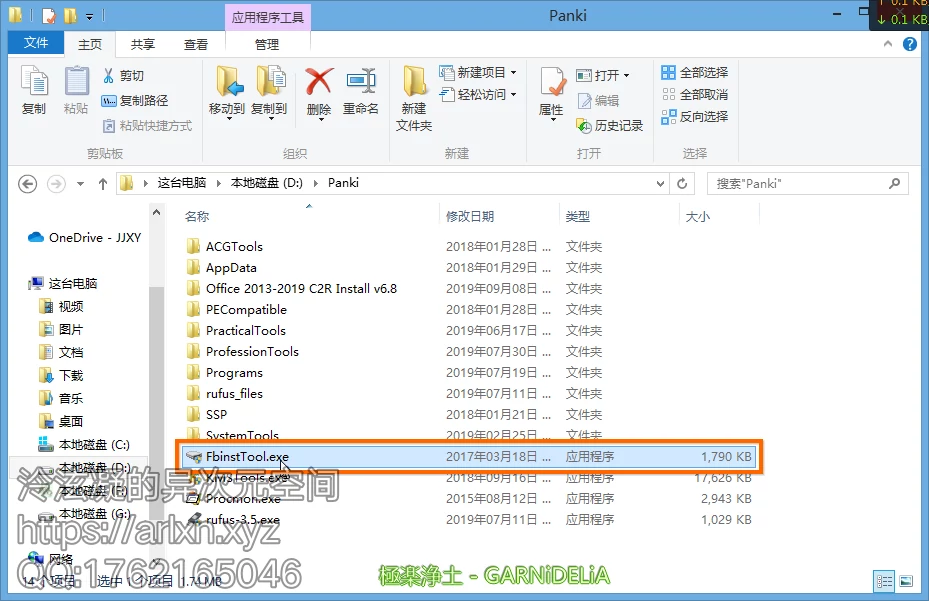 应用程序工具
Panki
0.1 KB
↓ 0.1 KB
文件
主页
共享
查看
管理
复制
粘贴
剪切
复制路径
粘贴快捷方式
剪贴板
移动到
复制到
删除
重命名
组织
新建
文件夹
新建项目
轻松访问
新建
属性
打开
编辑
历史记录
打开
全部选择
全部取消
反向选择
选择
这台电脑
本地磁盘 (D:)
Panki
搜索"Panki"
名称
修改日期
类型
大小
OneDrive - JJXY
这台电脑
视频
图片
文档
下载
音乐
桌面
本地磁盘 (C:)
本地磁盘 (D:)
本地磁盘 (F:)
本地磁盘 (G:)
网络
ACGTools 2018年01月28日 ... 文件夹
AppData 2018年01月29日 ... 文件夹
Office 2013-2019 C2R Install v6.8 2019年09月08日 ... 文件夹
PECompatible 2018年01月28日 ... 文件夹
PracticalTools 2019年06月17日 ... 文件夹
ProfessionTools 2019年07月30日 ... 文件夹
Programs 2019年07月19日 ... 文件夹
rufus_files 2019年07月11日 ... 文件夹
SSP 2018年01月21日 ... 文件夹
SystemTools 2019年02月25日 ... 文件夹
FbinstTool.exe 2017年03月18日 ... 应用程序 1,790 KB
KMSTools.exe 2018年09月16日 ... 应用程序 17,626 KB
Procmon.exe 2015年08月12日 ... 应用程序 2,943 KB
rufus-3.5.exe 2019年07月11日 ... 应用程序 1,029 KB
泠泫凝的异次元空间
https://arlxn.xyz
QQ:1762165046
14 个项目 选中 1 个项目 1.74 MB
極楽浄土 - GARNiDELiA